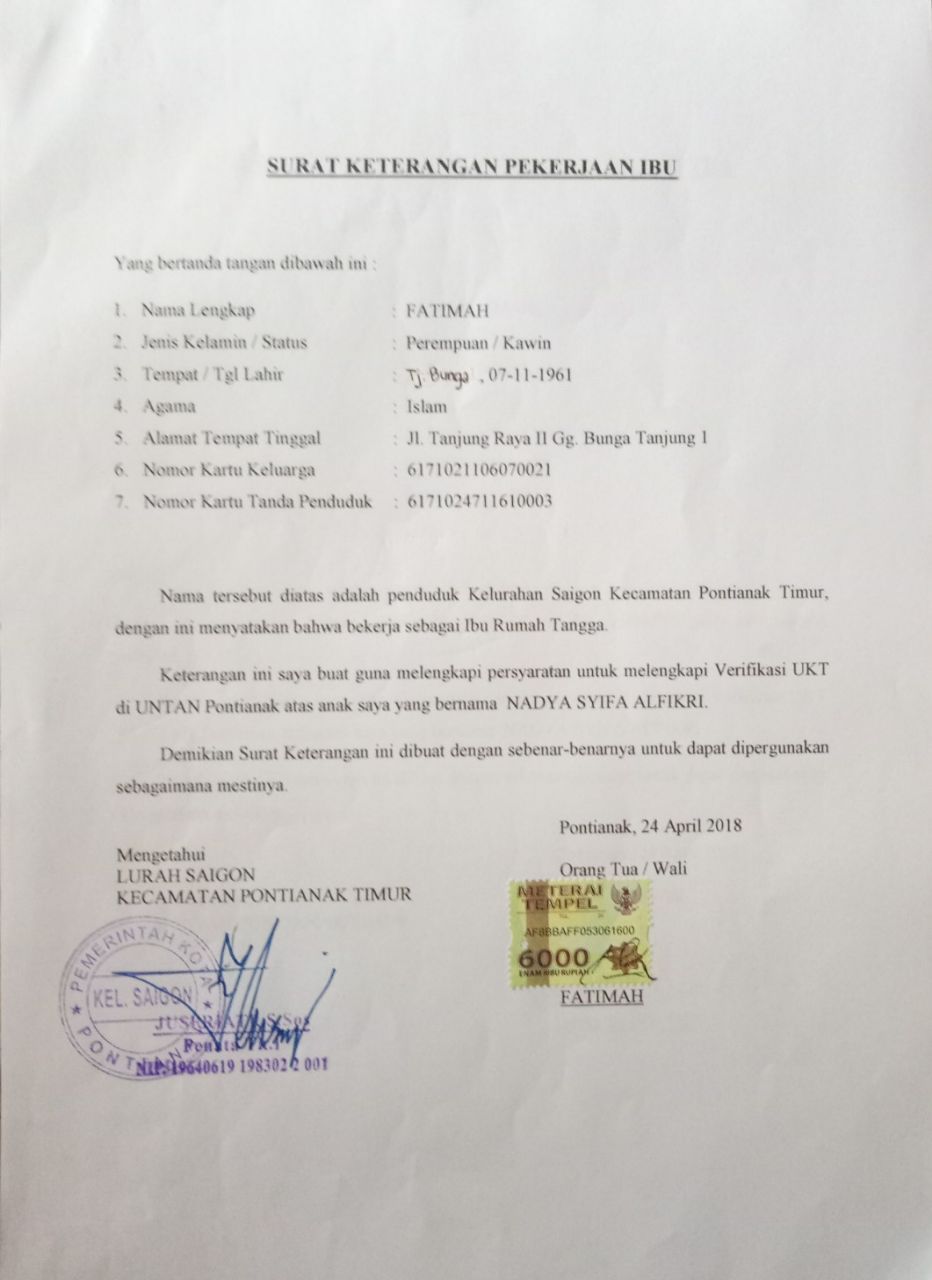 SURAT KETERANGAN PEKERJAAN IBU
Yang bertanda tangan dibawah ini :
1. Nama Lengkap : FATIMAH
2. Jenis Kelamin / Status : Perempuan / Kawin
3. Tempat / Tgl Lahir : Tj. Bunga , 07-11-1961
4. Agama : Islam
5. Alamat Tempat Tinggal : Jl. Tanjung Raya II Gg. Bunga Tanjung 1
6. Nomor Kartu Keluarga : 6171021106070021
7. Nomor Kartu Tanda Penduduk : 6171024711610003
Nama tersebut diatas adalah penduduk Kelurahan Saigon Kecamatan Pontianak Timur,
dengan ini menyatakan bahwa bekerja sebagai Ibu Rumah Tangga.
Keterangan ini saya buat guna melengkapi persyaratan untuk melengkapi Verifikasi UKT
di UNTAN Pontianak atas anak saya yang bernama NADYA SYIFA ALFIKRI.
Demikian Surat Keterangan ini dibuat dengan sebenar-benarnya untuk dapat dipergunakan
sebagaimana mestinya.
Pontianak, 24 April 2018
Mengetahui
LURAH SAIGON
KECAMATAN PONTIANAK TIMUR
Orang Tua / Wali
METERAI
TEMPEL
AF8BBAFF053061600
6000
ENAM RIBU RUPIAH
FATIMAH
PEMERINTAH KOTA
KEL. SAIGON
NIP. 19640619 198302 2 001